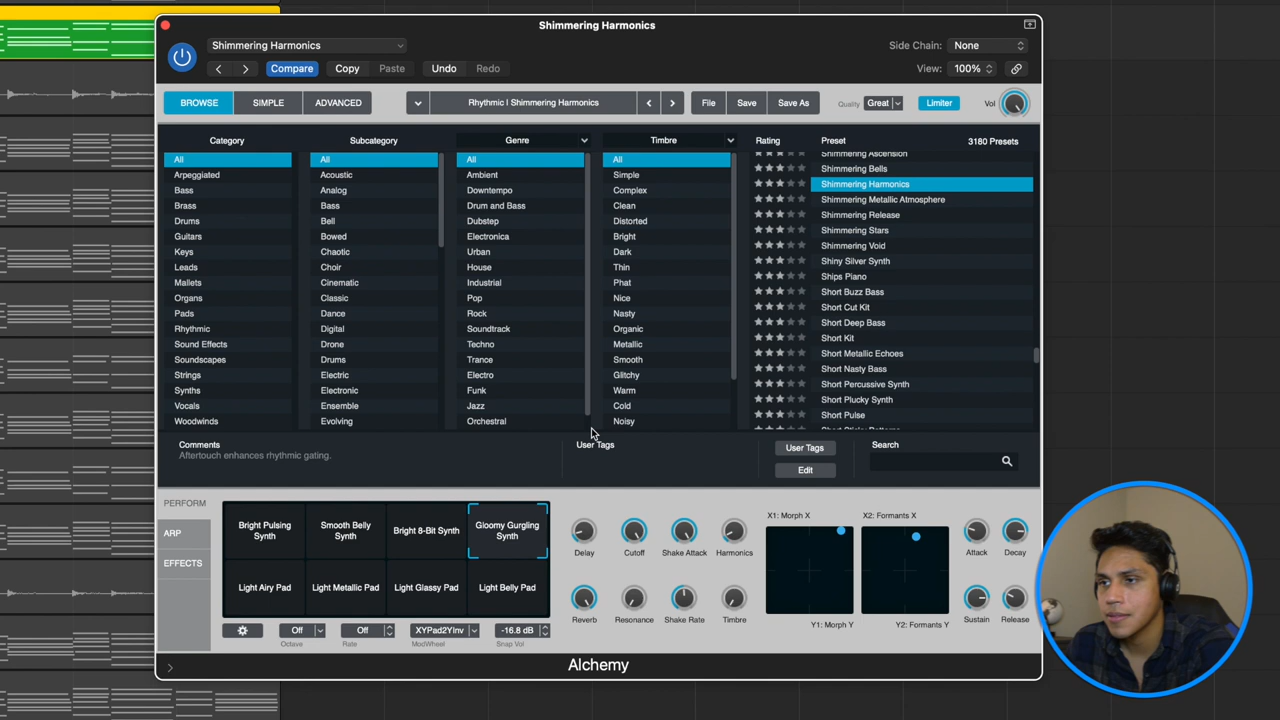 Shimmering Harmonics
Shimmering Harmonics
Side Chain: None
Compare Copy Paste Undo Redo
View: 100%
BROWSE SIMPLE ADVANCED Rhythmic | Shimmering Harmonics File Save Save As Quality Great Limiter Vol
Category Subcategory Genre Timbre Rating Preset 3180 Presets
All All All All Shimmering Ascension
Arpeggiated Acoustic Ambient Simple Shimmering Bells
Bass Analog Downtempo Complex Shimmering Harmonics
Brass Bass Drum and Bass Clean Shimmering Metallic Atmosphere
Drums Bell Dubstep Distorted Shimmering Release
Guitars Bowed Electronica Bright Shimmering Stars
Keys Chaotic Urban Dark Shimmering Void
Leads Choir House Thin Shiny Silver Synth
Mallets Cinematic Industrial Phat Ships Piano
Organs Classic Pop Nice Short Buzz Bass
Pads Dance Rock Nasty Short Cut Kit
Rhythmic Digital Soundtrack Organic Short Deep Bass
Sound Effects Drone Techno Metallic Short Kit
Soundscapes Drums Trance Smooth Short Metallic Echoes
Strings Electric Electro Glitchy Short Nasty Bass
Synths Electronic Funk Warm Short Percussive Synth
Vocals Ensemble Jazz Cold Short Plucky Synth
Woodwinds Evolving Orchestral Noisy Short Pulse
Comments User Tags User Tags Search
Aftertouch enhances rhythmic gating.
Edit
PERFORM
ARP
EFFECTS
Bright Pulsing Synth Smooth Belly Synth Bright 8-Bit Synth Gloomy Gurgling Synth
Light Airy Pad Light Metallic Pad Light Glassy Pad Light Belly Pad
Off Off XYPad2YInv -16.8 dB
Octave Rate ModWheel Snap Vol
Delay Cutoff Shake Attack Harmonics
Reverb Resonance Shake Rate Timbre
X1: Morph X X2: Formants X
Y1: Morph Y Y2: Formants Y
Attack Decay
Sustain Release
Alchemy